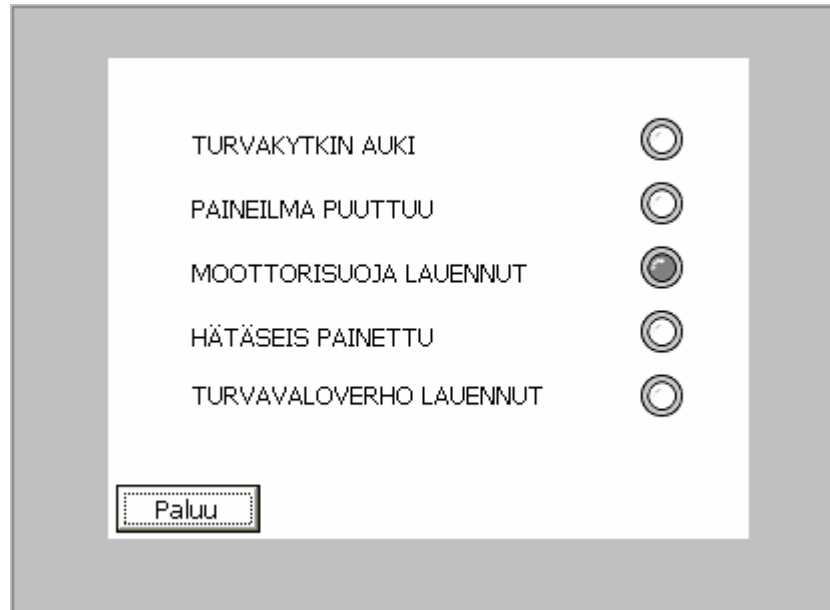 TURVAKYTKIN AUKI
PAINEILMA PUUTTUU
MOOTTORISUOJA LAUENNUT
HÄTÄSEIS PAINETTU
TURVAVALOVERHO LAUENNUT
Paluu